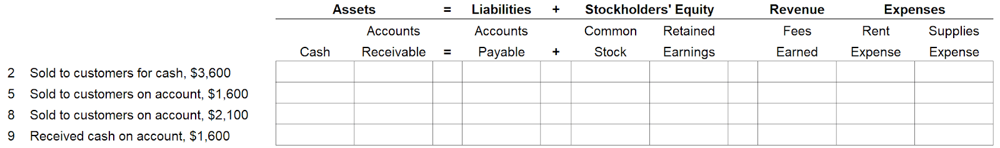 Assets = Liabilities + Stockholders' Equity Revenue Expenses
Accounts Accounts Common Retained Fees Rent Supplies
Cash Receivable = Payable + Stock Earnings Earned Expense Expense
2 Sold to customers for cash, $3,600
5 Sold to customers on account, $1,600
8 Sold to customers on account, $2,100
9 Received cash on account, $1,600